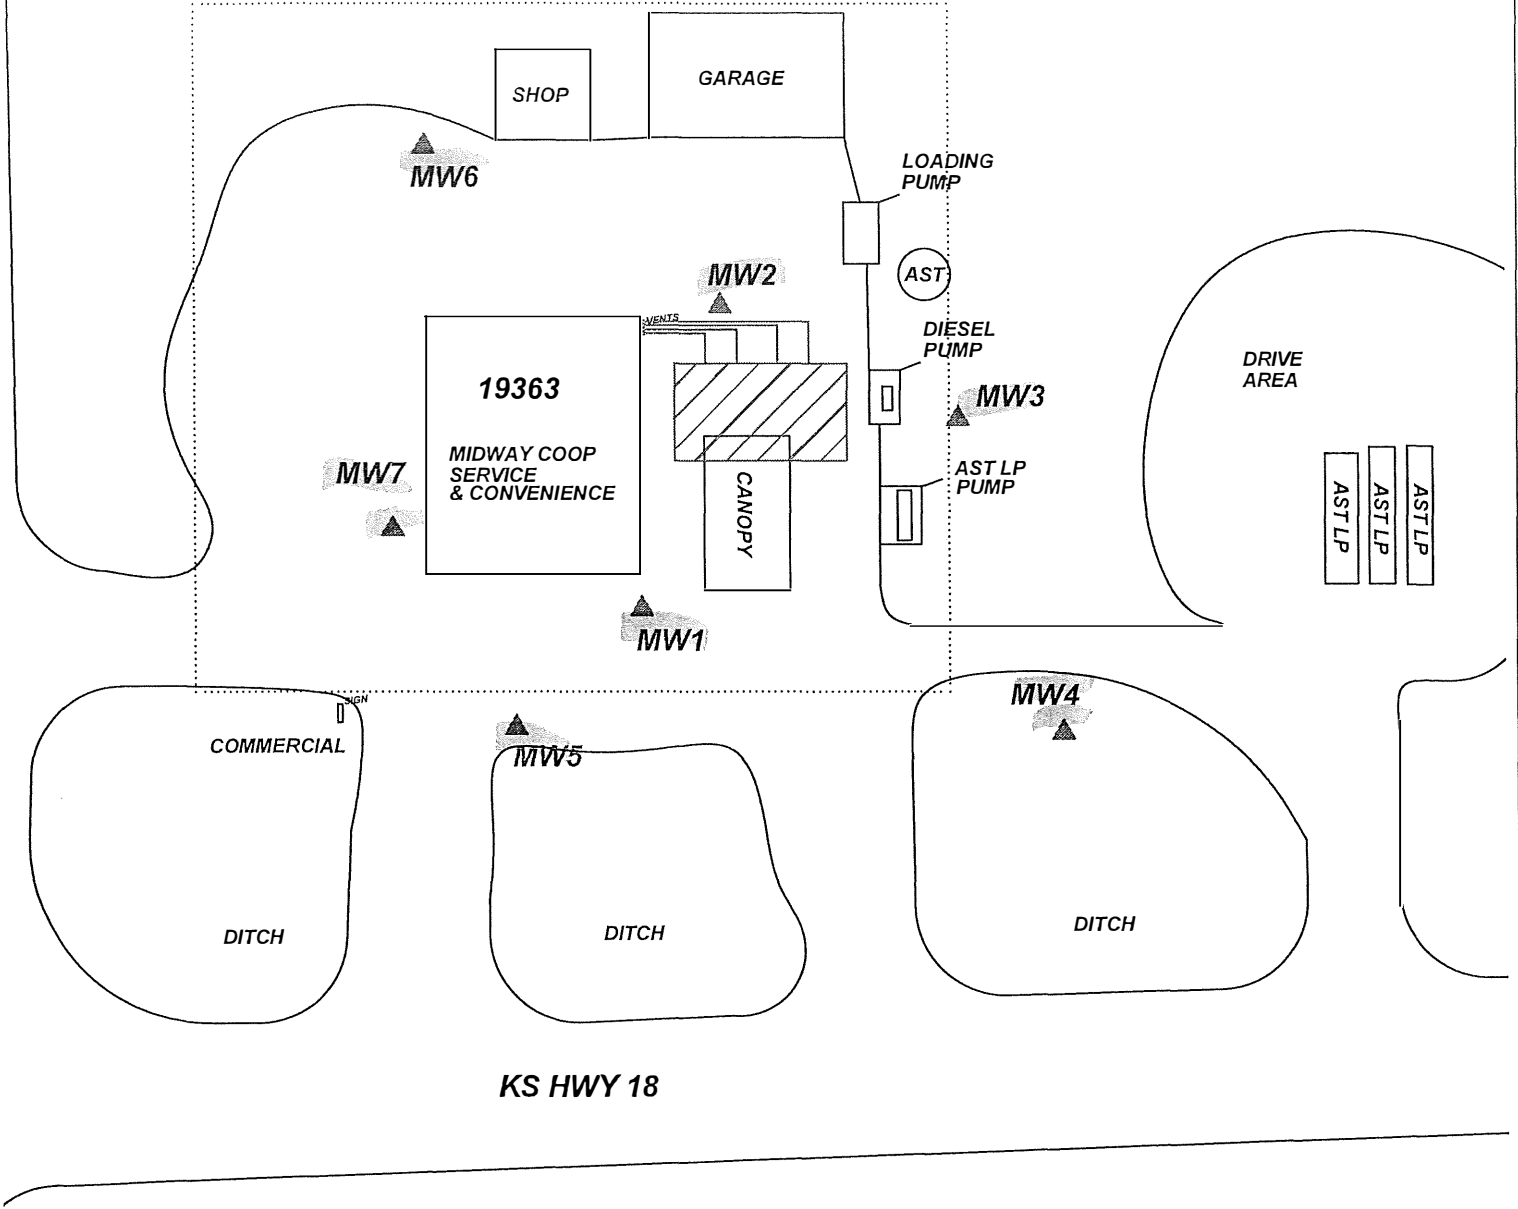 GARAGE
SHOP
LOADING
PUMP
MW6
MW2
AST
VENTS
DIESEL
PUMP
DRIVE
AREA
19363
MW3
MIDWAY COOP
SERVICE
& CONVENIENCE
MW7
CANOPY
AST LP
PUMP
AST LP
AST LP
AST LP
MW1
SIGN
MW4
COMMERCIAL
MW5
DITCH
DITCH
DITCH
KS HWY 18